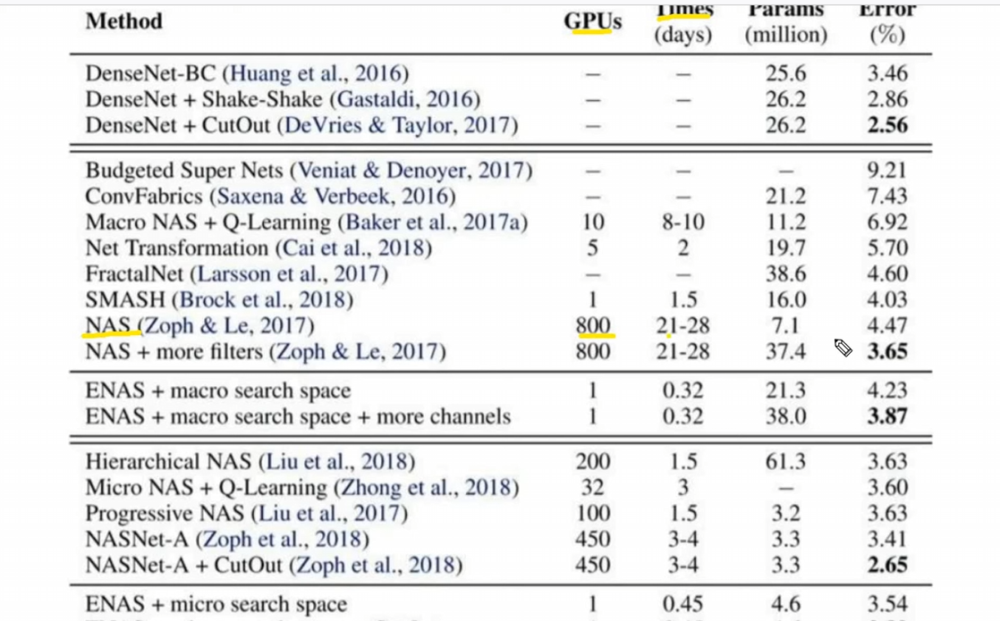 Method GPUs Times (days) Params (million) Error (%)
DenseNet-BC (Huang et al., 2016) – – 25.6 3.46
DenseNet + Shake-Shake (Gastaldi, 2016) – – 26.2 2.86
DenseNet + CutOut (DeVries & Taylor, 2017) – – 26.2 2.56
Budgeted Super Nets (Veniat & Denoyer, 2017) – – – 9.21
ConvFabrics (Saxena & Verbeek, 2016) – – 21.2 7.43
Macro NAS + Q-Learning (Baker et al., 2017a) 10 8-10 11.2 6.92
Net Transformation (Cai et al., 2018) 5 2 19.7 5.70
FractalNet (Larsson et al., 2017) – – 38.6 4.60
SMASH (Brock et al., 2018) 1 1.5 16.0 4.03
NAS (Zoph & Le, 2017) 800 21-28 7.1 4.47
NAS + more filters (Zoph & Le, 2017) 800 21-28 37.4 3.65
ENAS + macro search space 1 0.32 21.3 4.23
ENAS + macro search space + more channels 1 0.32 38.0 3.87
Hierarchical NAS (Liu et al., 2018) 200 1.5 61.3 3.63
Micro NAS + Q-Learning (Zhong et al., 2018) 32 3 – 3.60
Progressive NAS (Liu et al., 2017) 100 1.5 3.2 3.63
NASNet-A (Zoph et al., 2018) 450 3-4 3.3 3.41
NASNet-A + CutOut (Zoph et al., 2018) 450 3-4 3.3 2.65
ENAS + micro search space 1 0.45 4.6 3.54